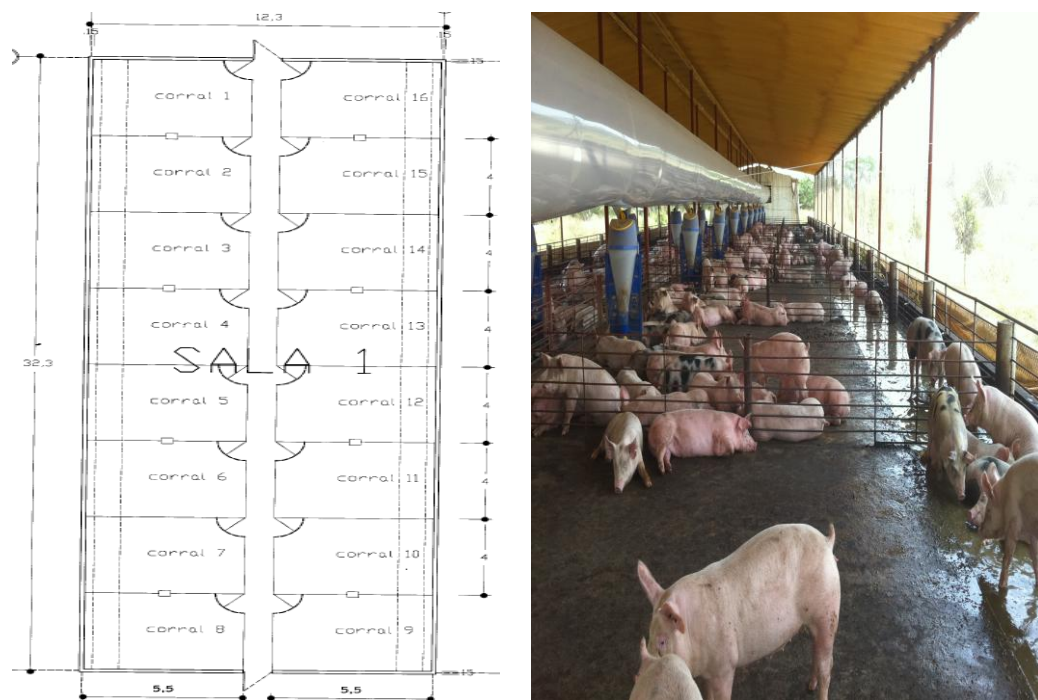 12,3
.15
.15
15
corral 1
corral 16
corral 2
corral 15
4
corral 3
corral 14
4
corral 4
corral 13
4
32,3
SALA 1
corral 5
corral 12
4
corral 6
corral 11
4
corral 7
corral 10
4
corral 8
corral 9
15
5.5
5.5